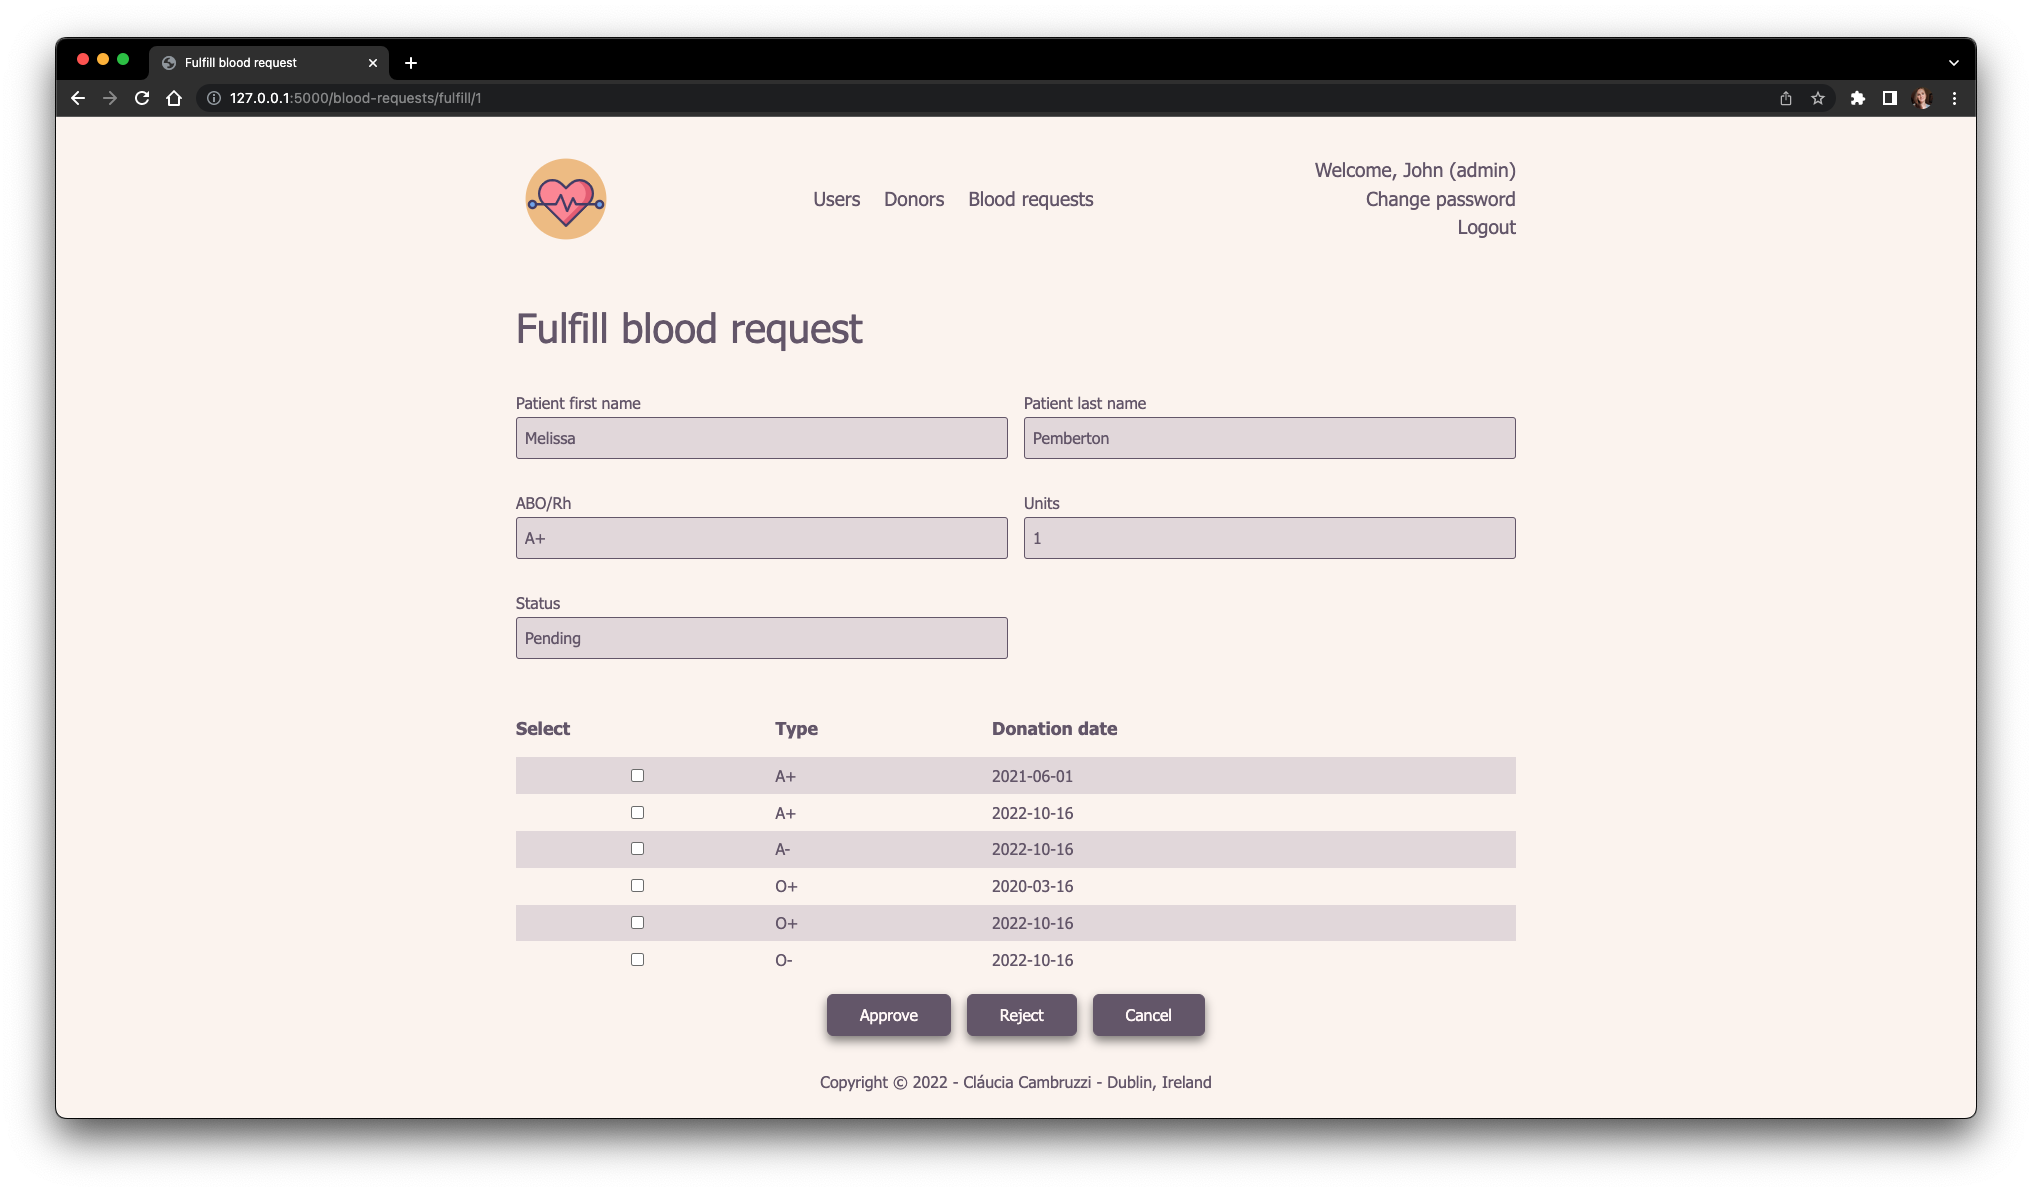 Fulfill blood request
127.0.0.1:5000/blood-requests/fulfill/1
Welcome, John (admin)
Users Donors Blood requests
Change password
Logout
Fulfill blood request
Patient first name Patient last name
Melissa Pemberton
ABO/Rh Units
A+ 1
Status
Pending
Select Type Donation date
A+ 2021-06-01
A+ 2022-10-16
A- 2022-10-16
O+ 2020-03-16
O+ 2022-10-16
O- 2022-10-16
Approve Reject Cancel
Copyright © 2022 - Cláucia Cambruzzi - Dublin, Ireland